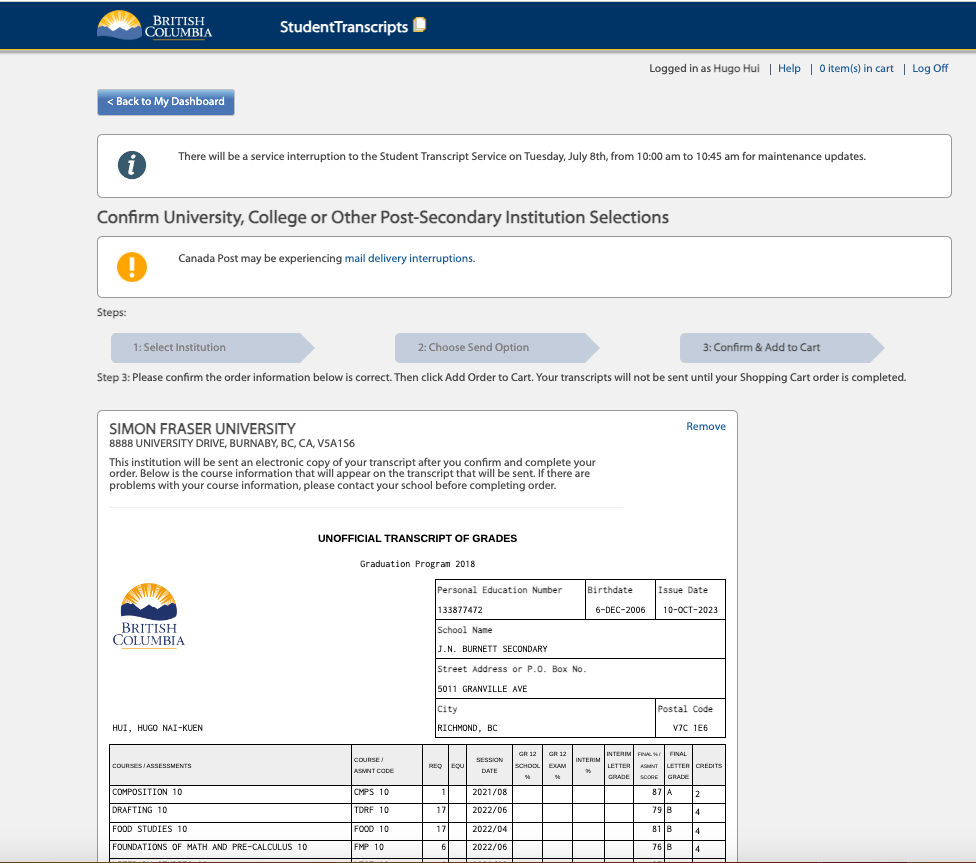 BRITISH
COLUMBIA
StudentTranscripts
Logged in as Hugo Hui | Help | 0 item(s) in cart | Log Off
< Back to My Dashboard
There will be a service interruption to the Student Transcript Service on Tuesday, July 8th, from 10:00 am to 10:45 am for maintenance updates.
Confirm University, College or Other Post-Secondary Institution Selections
Canada Post may be experiencing mail delivery interruptions.
Steps:
1: Select Institution
2: Choose Send Option
3: Confirm & Add to Cart
Step 3: Please confirm the order information below is correct. Then click Add Order to Cart. Your transcripts will not be sent until your Shopping Cart order is completed.
SIMON FRASER UNIVERSITY
Remove
8888 UNIVERSITY DRIVE, BURNABY, BC, CA, V5A1S6
This institution will be sent an electronic copy of your transcript after you confirm and complete your
order. Below is the course information that will appear on the transcript that will be sent. If there are
problems with your course information, please contact your school before completing order.
UNOFFICIAL TRANSCRIPT OF GRADES
Graduation Program 2018
BRITISH
COLUMBIA
Personal Education Number Birthdate Issue Date
133877472 6-DEC-2006 10-OCT-2023
School Name
J.N. BURNETT SECONDARY
Street Address or P.O. Box No.
5011 GRANVILLE AVE
City Postal Code
HUI, HUGO NAI-KUEN RICHMOND, BC V7C 1E6
COURSES / ASSESSMENTS COURSE / ASMNT CODE REQ EQU SESSION DATE GR 12 SCHOOL % GR 12 EXAM % INTERIM % INTERIM LETTER GRADE FINAL % / ASMNT SCORE FINAL LETTER GRADE CREDITS
COMPOSITION 10 CMPS 10 1 2021/08 87 A 2
DRAFTING 10 TDRF 10 17 2022/06 79 B 4
FOOD STUDIES 10 FOOD 10 17 2022/04 81 B 4
FOUNDATIONS OF MATH AND PRE-CALCULUS 10 FMP 10 6 2022/06 76 B 4